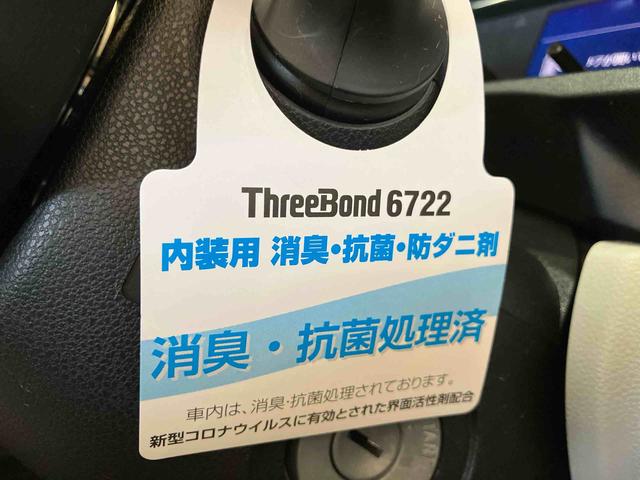 ThreeBond 6722
内装用 消臭・抗菌・防ダニ剤
消臭・抗菌処理済
車内は、消臭・抗菌処理されております。
新型コロナウイルスに有効とされた界面活性剤配合